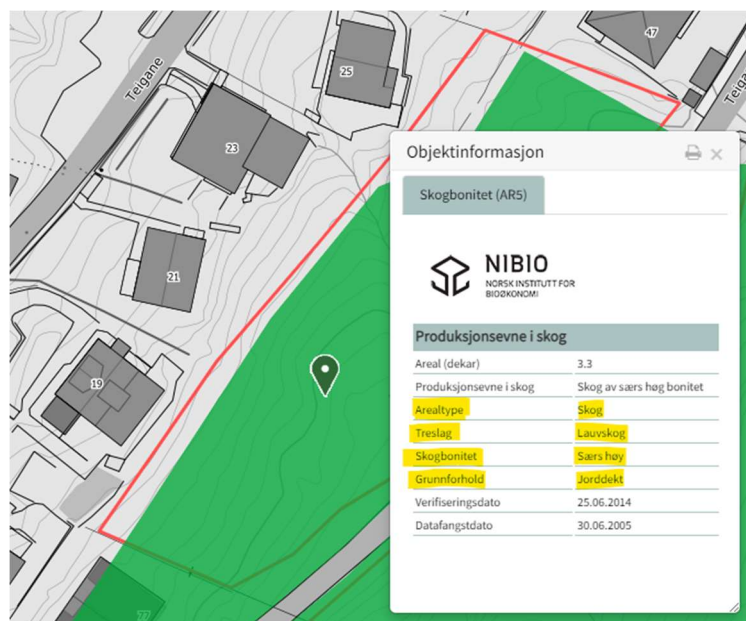 47
Teigane
25
Teiga
23
21
19
77
Objektinformasjon
Skogbonitet (AR5)
NIBIO
NORSK INSTITUTT FOR
BIOØKONOMI
Produksjonsevne i skog
Areal (dekar) 3.3
Produksjonsevne i skog Skog av særs høg bonitet
Arealtype Skog
Treslag Lauvskog
Skogbonitet Særs høy
Grunnforhold Jorddekt
Verifiseringsdato 25.06.2014
Datafangstdato 30.06.2005